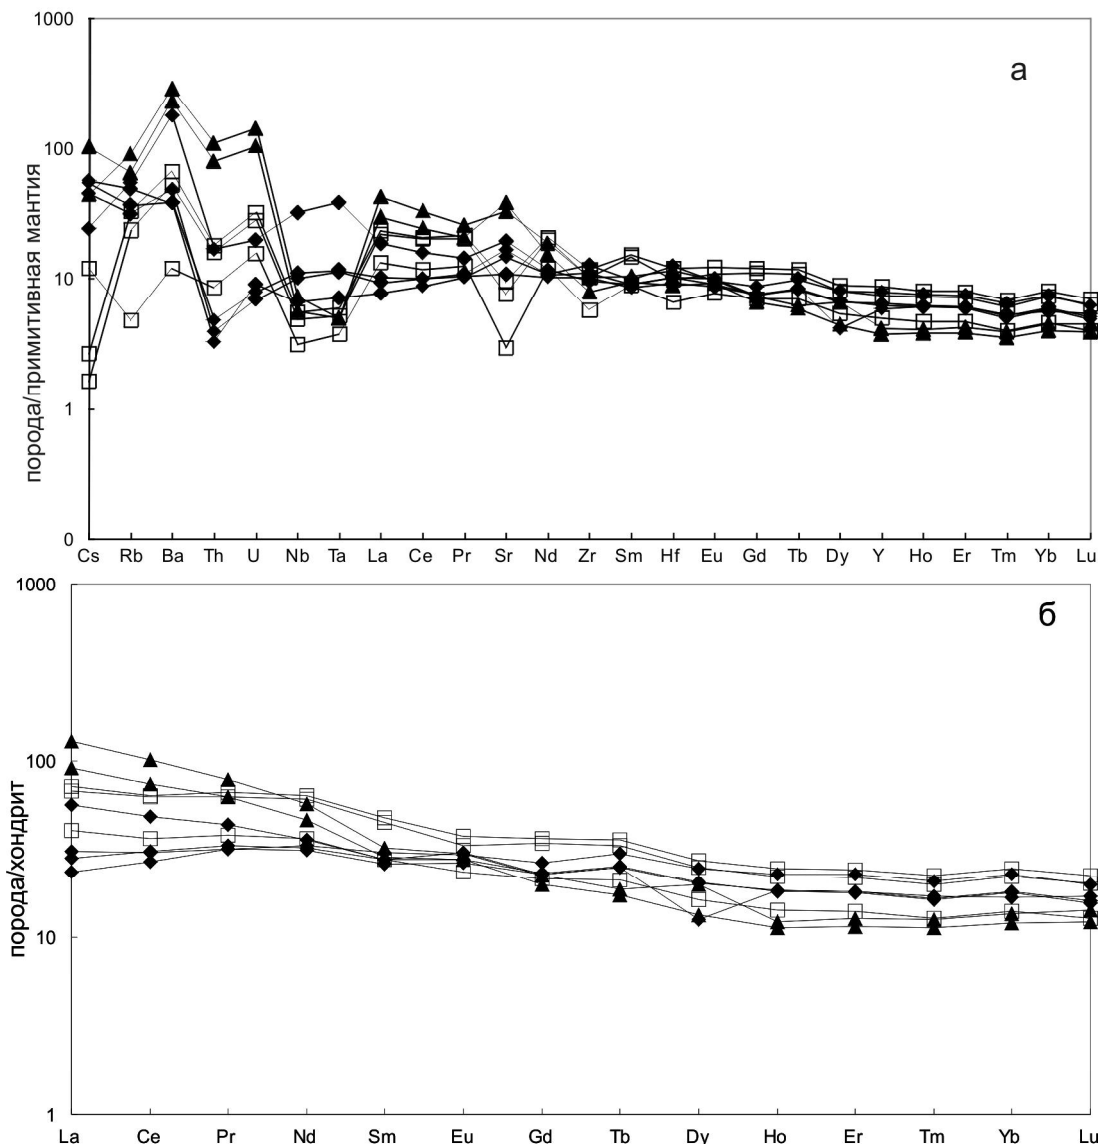 1000
а
100
10
1
0
порода/примитивная мантия
Cs Rb Ba Th U Nb Ta La Ce Pr Sr Nd Zr Sm Hf Eu Gd Tb Dy Y Ho Er Tm Yb Lu
1000
б
100
10
1
порода/хондрит
La Ce Pr Nd Sm Eu Gd Tb Dy Ho Er Tm Yb Lu